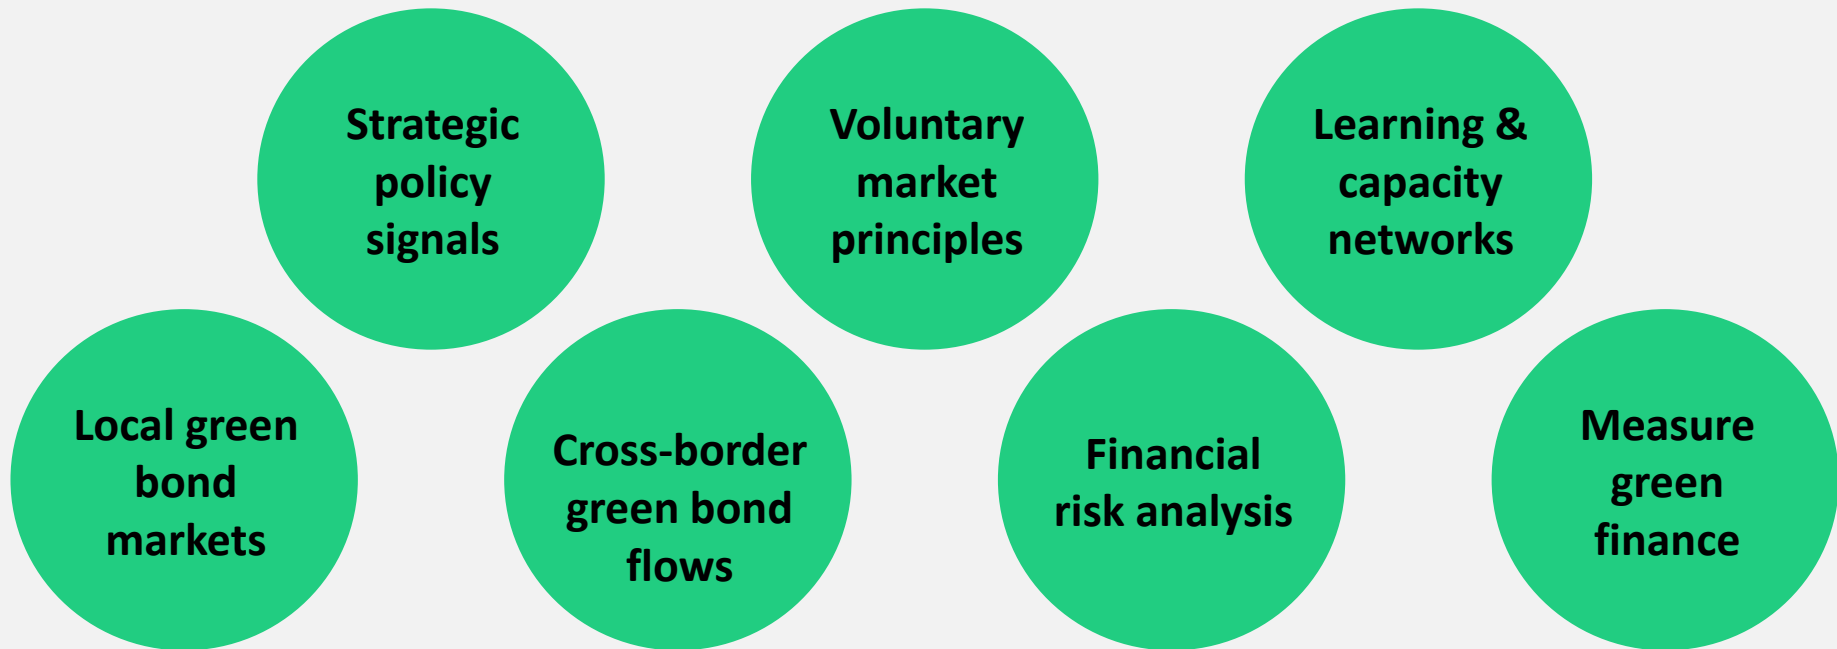 Strategic
policy
signals
Voluntary
market
principles
Learning &
capacity
networks
Local green
bond
markets
Cross-border
green bond
flows
Financial
risk analysis
Measure
green
finance